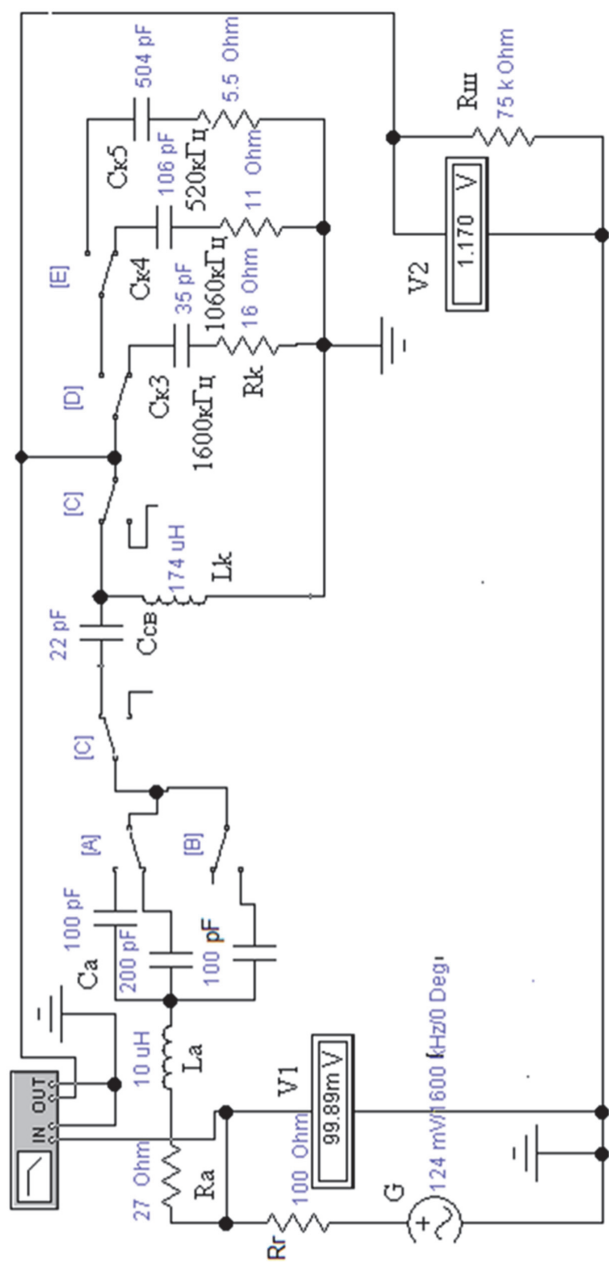 IN OUT
27 Ohm
Ra
10 uH
La
Ca
100 pF
200 pF
100 pF
[A]
[B]
[C]
22 pF
Cсв
174 uH
Lk
[C]
[D]
[E]
Cк3
35 pF
1600кГц
16 Ohm
Rk
Cк4
106 pF
1060кГц
11 Ohm
Cк5
504 pF
520кГц
5.5 Ohm
Rг
100 Ohm
V1
99.89m V
G
124 mV/1600 kHz/0 Deg
V2
1.170 V
Rш
75 k Ohm